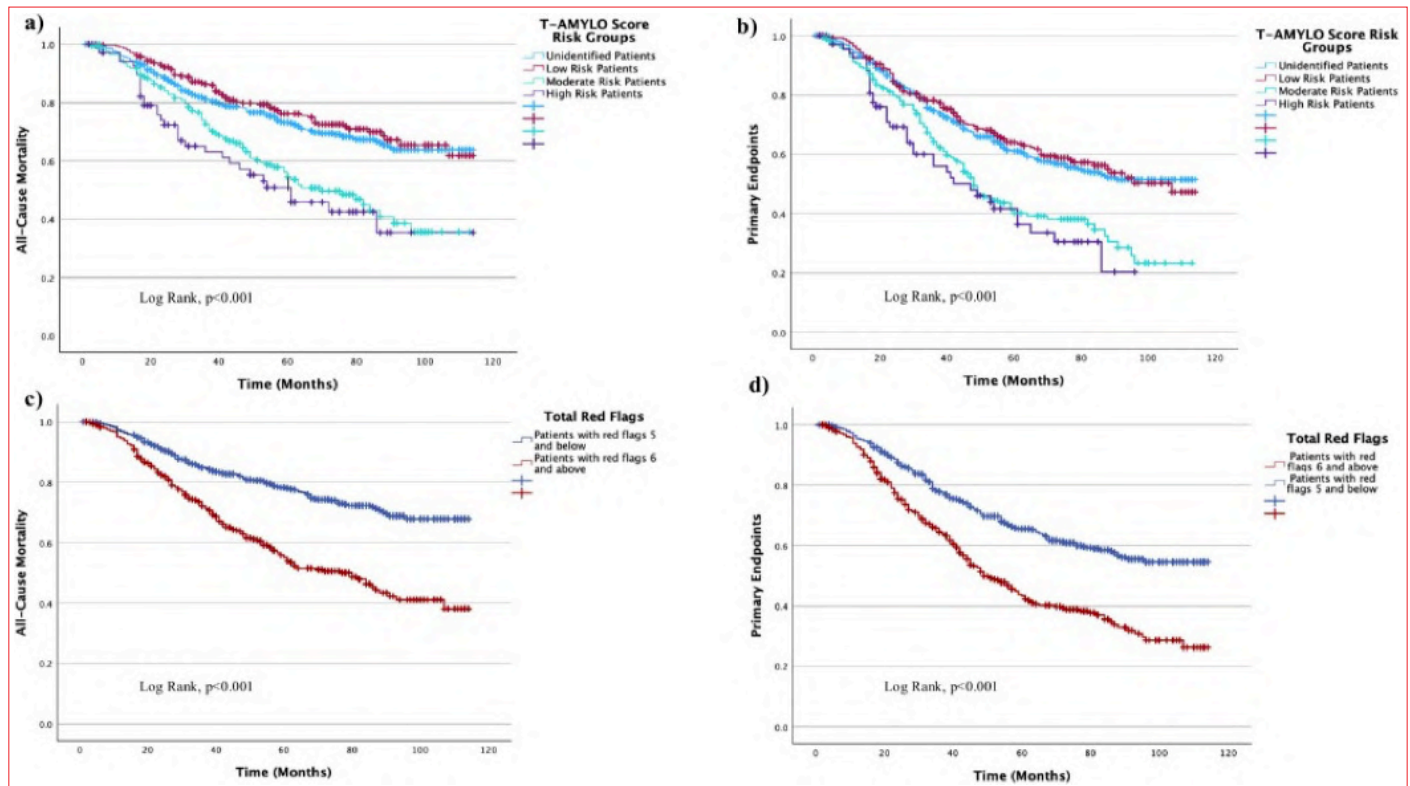 a)
T-AMYLO Score
Risk Groups
Unidentified Patients
Low Risk Patients
Moderate Risk Patients
High Risk Patients
All-Cause Mortality
1.0
0.8
0.6
0.4
0.2
0.0
Log Rank, p<0.001
0 20 40 60 80 100 120
Time (Months)
b)
T-AMYLO Score Risk
Groups
Unidentified Patients
Low Risk Patients
Moderate Risk Patients
High Risk Patients
Primary Endpoints
1.0
0.8
0.6
0.4
0.2
0.0
Log Rank, p<0.001
0 20 40 60 80 100 120
Time (Months)
c)
Total Red Flags
Patients with red flags 5
and below
Patients with red flags 6
and above
All-Cause Mortality
1.0
0.8
0.6
0.4
0.2
0.0
Log Rank, p<0.001
0 20 40 60 80 100 120
Time (Months)
d)
Total Red Flags
Patients with red
flags 6 and above
Patients with red
flags 5 and below
Primary Endpoints
1.0
0.8
0.6
0.4
0.2
0.0
Log Rank, p<0.001
0 20 40 60 80 100 120
Time (Months)